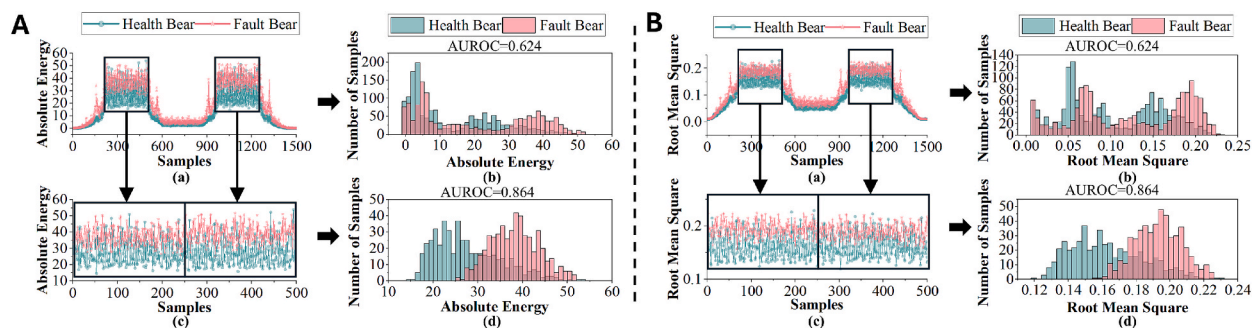 A
Health Bear Fault Bear
Absolute Energy
60
50
40
30
20
10
0
0 300 600 900 1200 1500
Samples
(a)
Health Bear Fault Bear
AUROC=0.624
Number of Samples
200
150
100
50
0
0 10 20 30 40 50 60
Absolute Energy
(b)
Absolute Energy
60
50
40
30
20
10
0 100 200 300 400 500
Samples
(c)
AUROC=0.864
Number of Samples
50
40
30
20
10
0
10 20 30 40 50 60
Absolute Energy
(d)
B
Health Bear Fault Bear
Root Mean Square
0.2
0.1
0.0
0 300 600 900 1200 1500
Samples
(a)
Health Bear Fault Bear
AUROC=0.624
Number of Samples
140
120
100
80
60
40
20
0
0.00 0.05 0.10 0.15 0.20 0.25
Root Mean Square
(b)
Root Mean Square
0.2
0.1
0 100 200 300 400 500
Samples
(c)
AUROC=0.864
Number of Samples
50
40
30
20
10
0
0.12 0.14 0.16 0.18 0.20 0.22 0.24
Root Mean Square
(d)